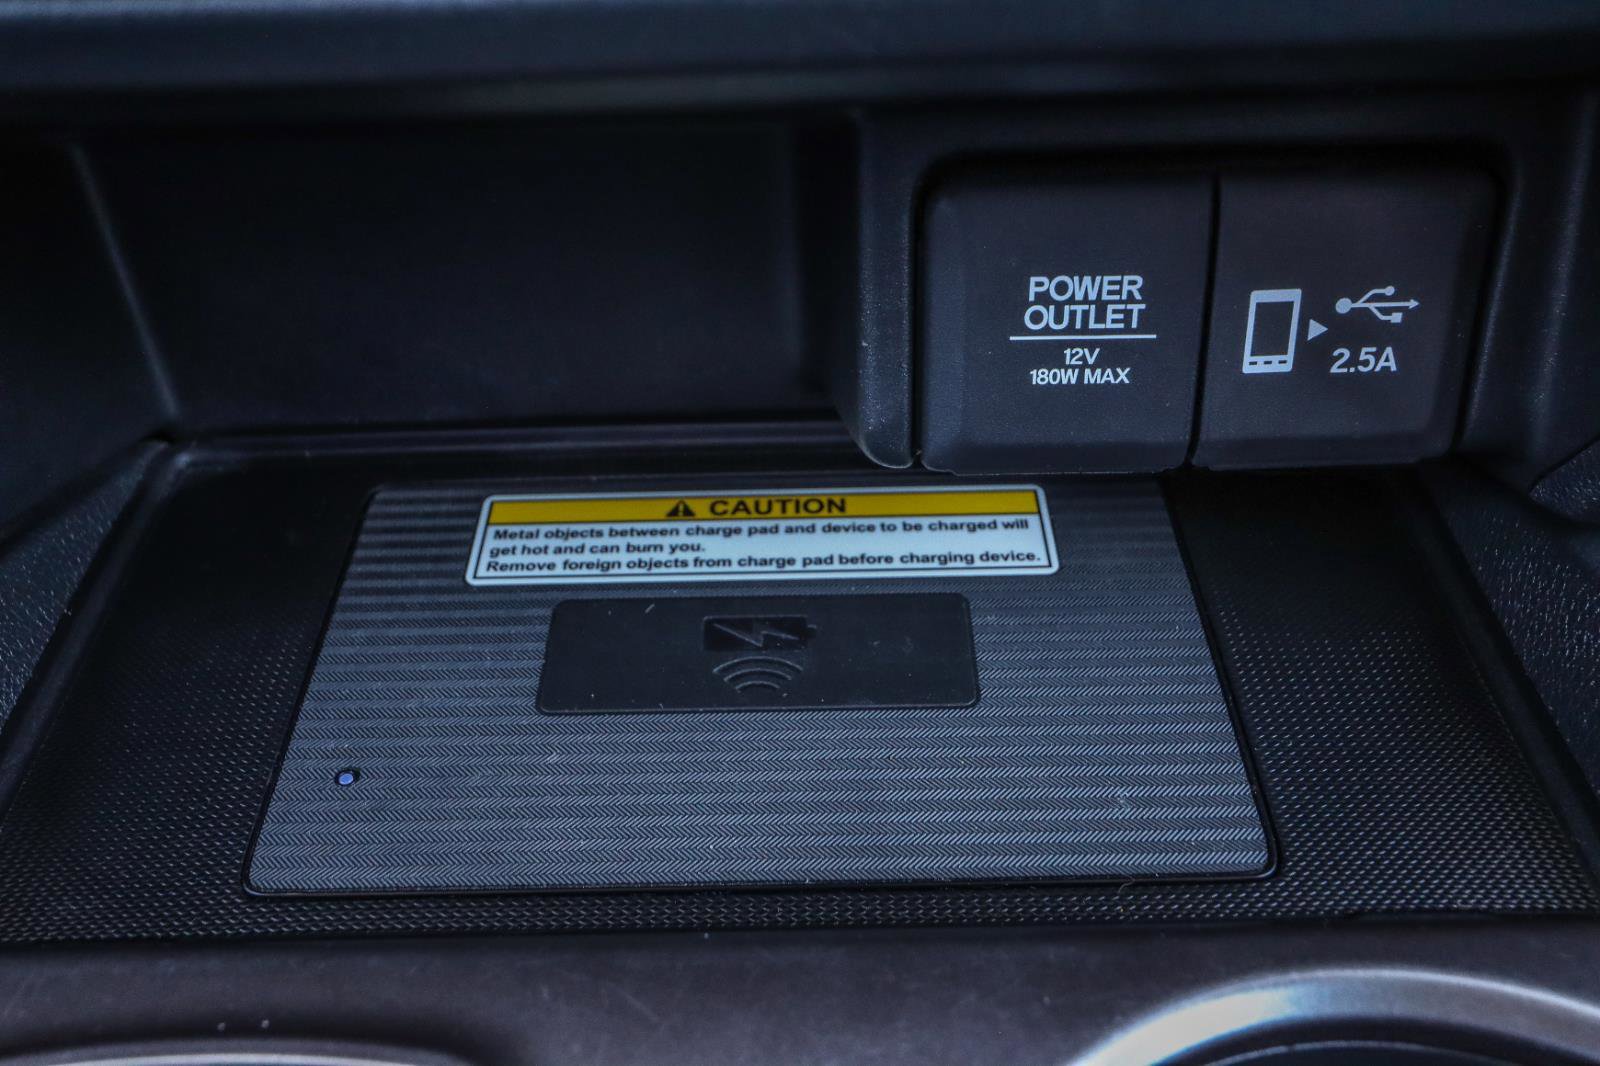 POWER
OUTLET
12V
180W MAX
2.5A
CAUTION
Metal objects between charge pad and device to be charged will
get hot and can burn you.
Remove foreign objects from charge pad before charging device.